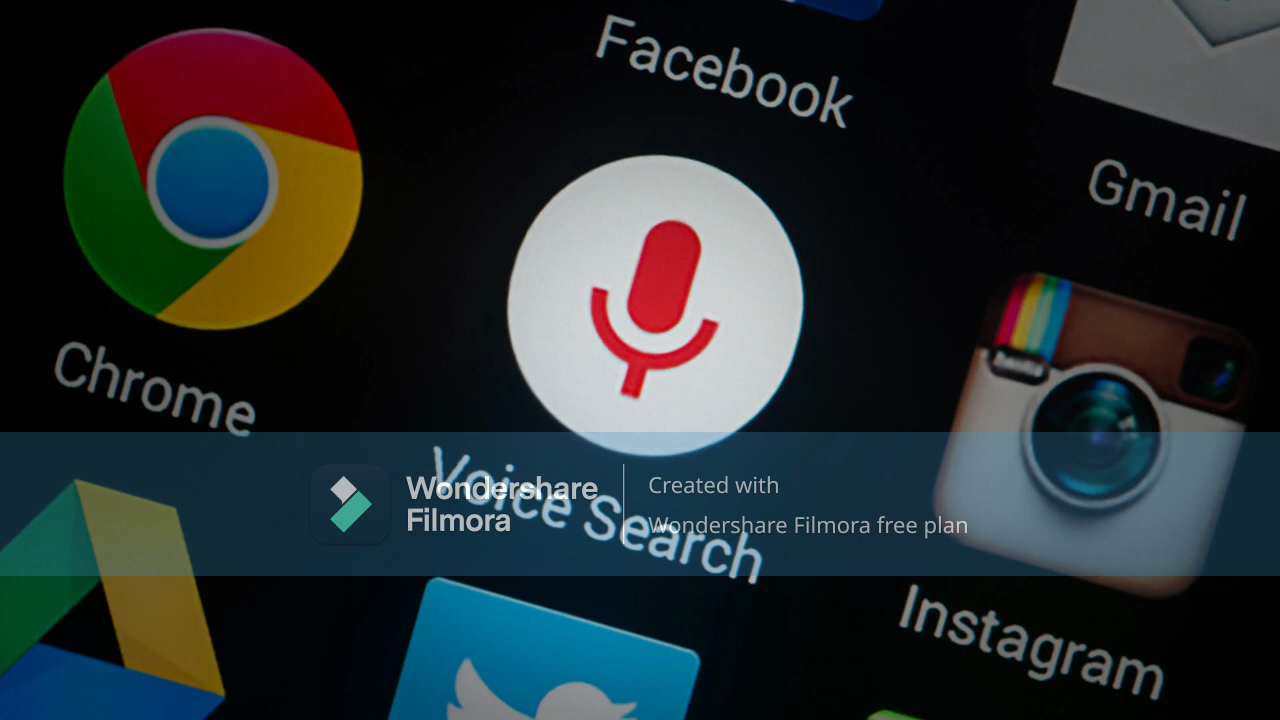 Facebook
Gmail
Chrome
Voice Search
Wondershare
Filmora
Created with
Wondershare Filmora free plan
Instagram